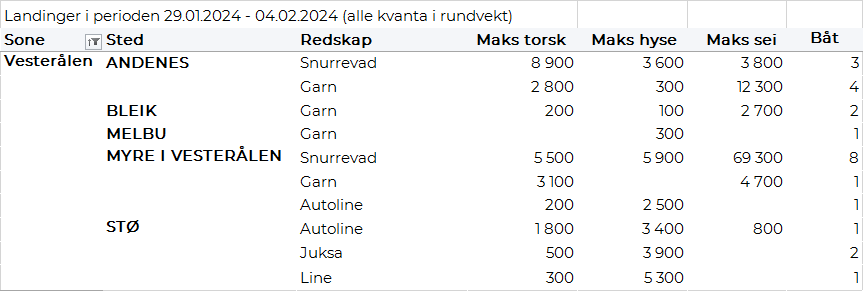 Landinger i perioden 29.01.2024 - 04.02.2024 (alle kvanta i rundvekt)
Sone Sted Redskap Maks torsk Maks hyse Maks sei Båt
Vesterålen ANDENES Snurrevad 8 900 3 600 3 800 3
Garn 2 800 300 12 300 4
BLEIK Garn 200 100 2 700 2
MELBU Garn 300 1
MYRE I VESTERÅLEN Snurrevad 5 500 5 900 69 300 8
Garn 3 100 4 700 1
Autoline 200 2 500 1
STØ Autoline 1 800 3 400 800 1
Juksa 500 3 900 2
Line 300 5 300 1